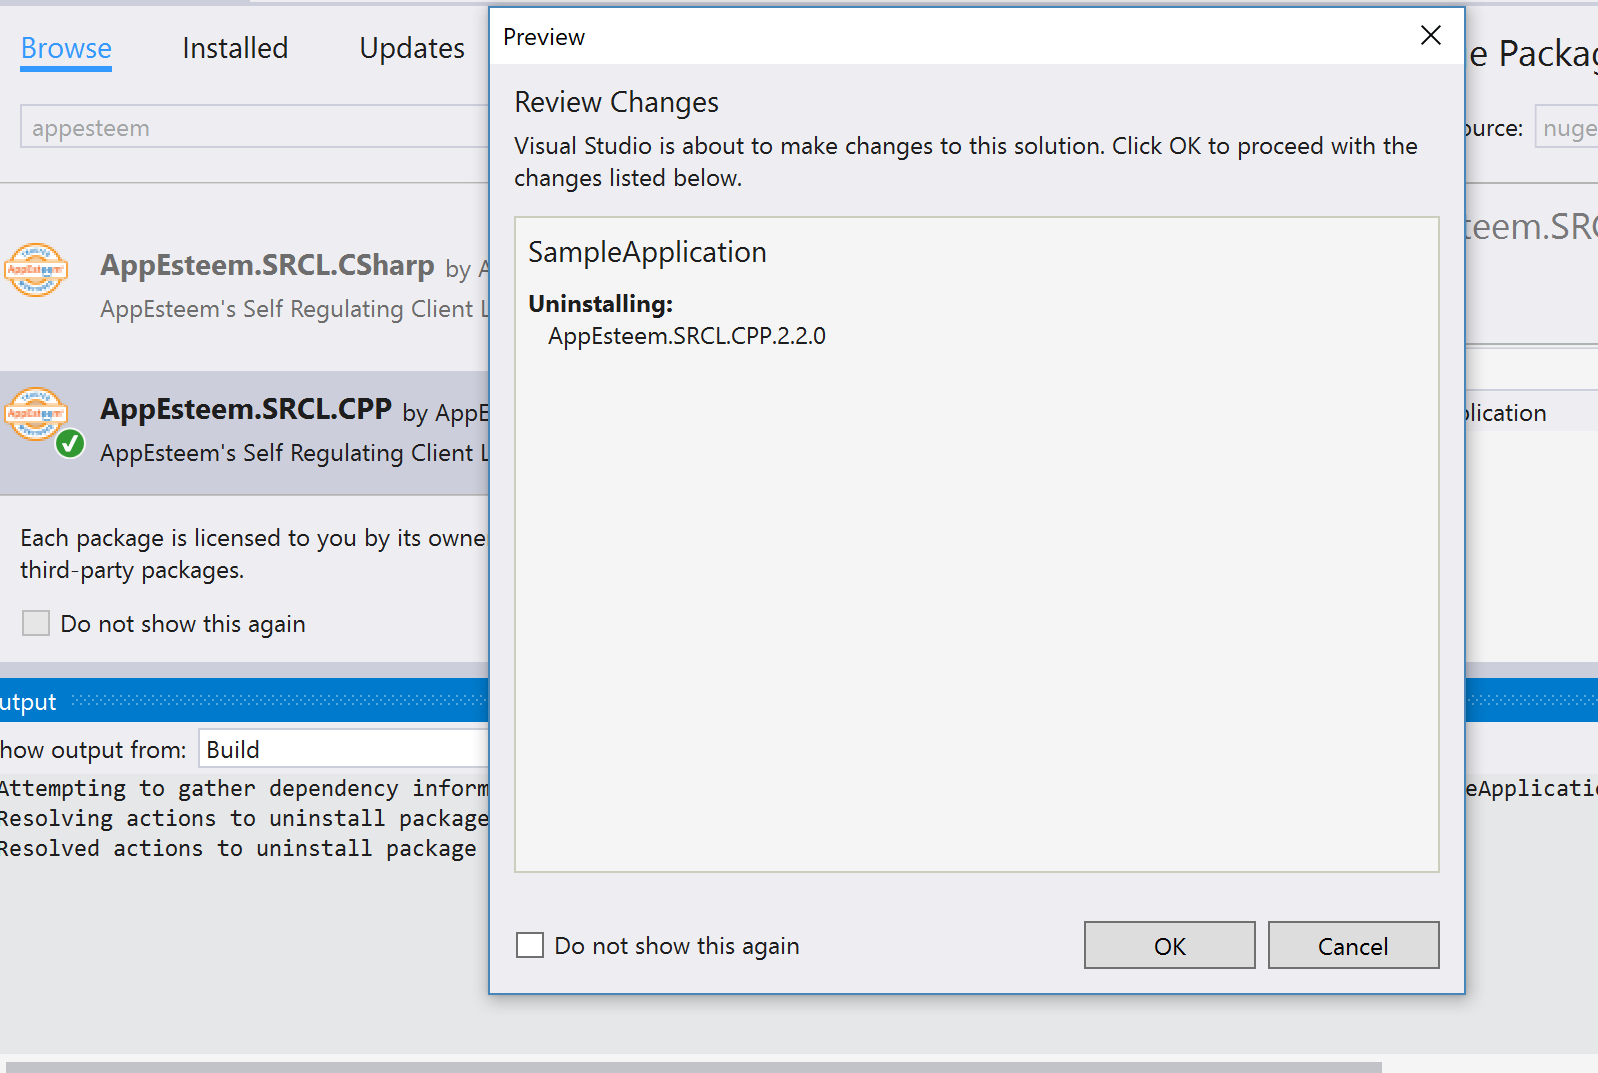 Browse Installed Updates
appesteem
AppEsteem.SRCL.CSharp by A
AppEsteem's Self Regulating Client L
AppEsteem.SRCL.CPP by AppE
AppEsteem's Self Regulating Client L
Each package is licensed to you by its owne
third-party packages.
Do not show this again
utput
how output from: Build
Attempting to gather dependency inform
Resolving actions to uninstall package
Resolved actions to uninstall package
Preview
Review Changes
Visual Studio is about to make changes to this solution. Click OK to proceed with the
changes listed below.
SampleApplication
Uninstalling:
AppEsteem.SRCL.CPP.2.2.0
Do not show this again
OK Cancel
e Packag
ource: nuge
teem.SRC
plication
eApplicatio